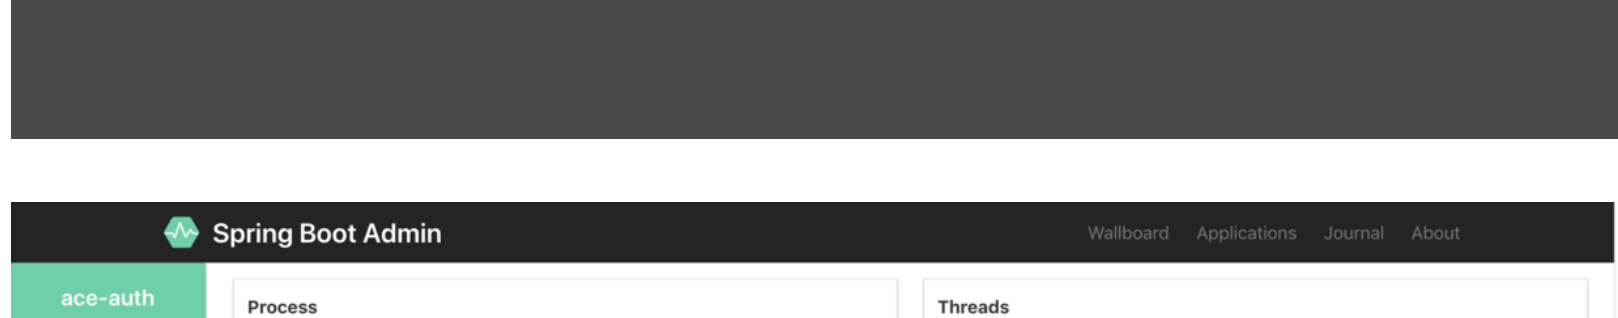 Spring Boot Admin Wallboard Applications Journal About
ace-auth
Process
Threads